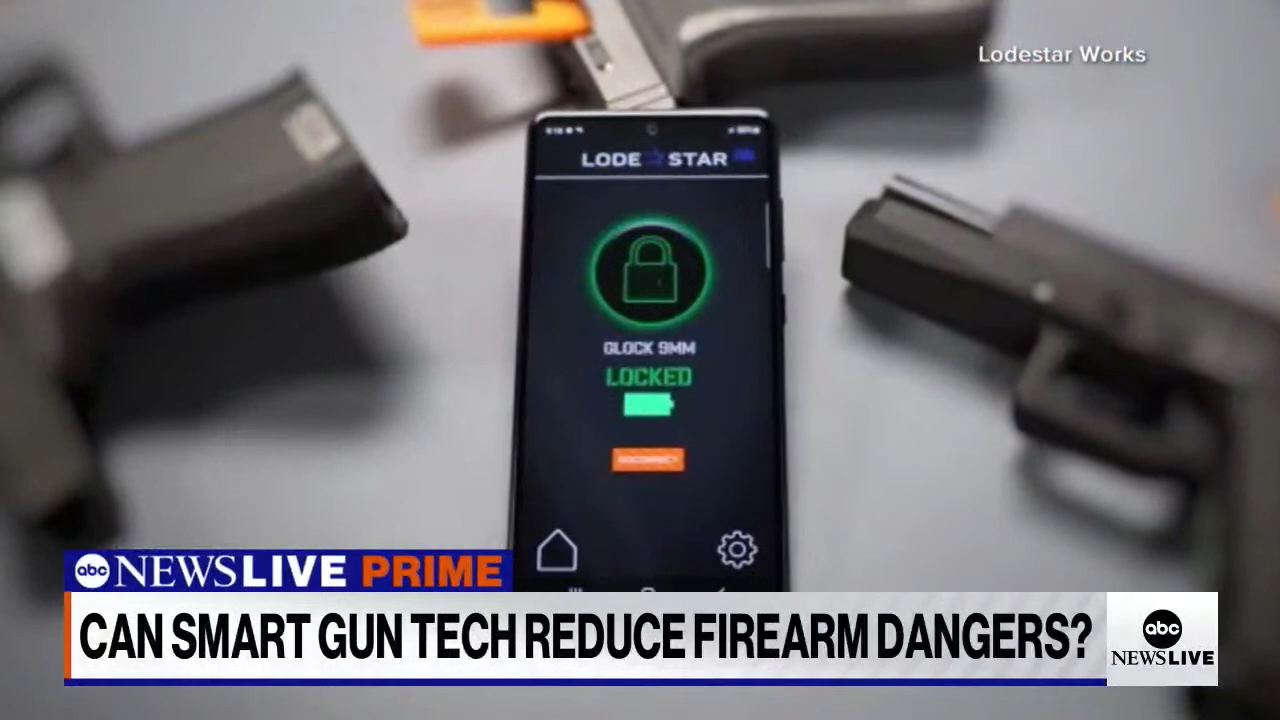 Lodestar Works
LODE STAR
GLOCK 9MM
LOCKED
abc NEWS LIVE PRIME
CAN SMART GUN TECH REDUCE FIREARM DANGERS?
abc
NEWS LIVE